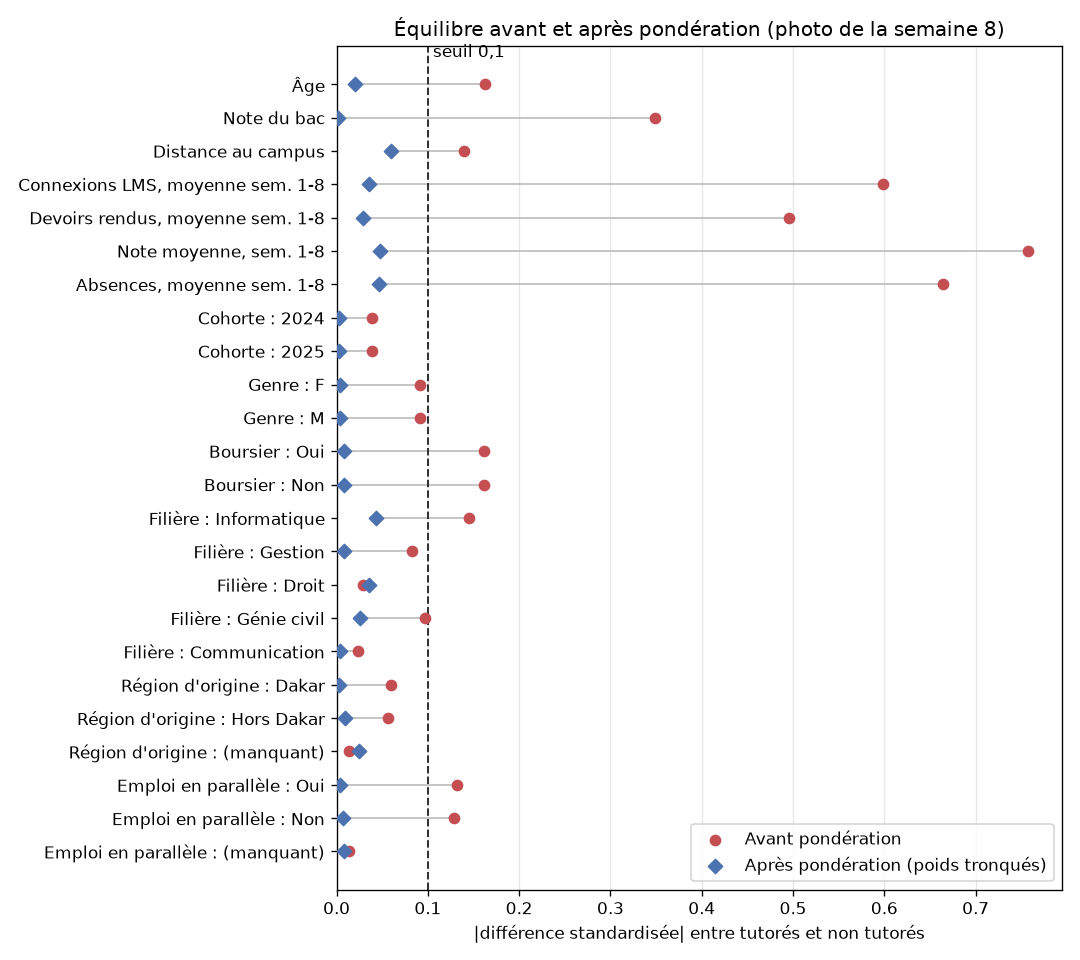 Équilibre avant et après pondération (photo de la semaine 8)
seuil 0,1
Âge
Note du bac
Distance au campus
Connexions LMS, moyenne sem. 1-8
Devoirs rendus, moyenne sem. 1-8
Note moyenne, sem. 1-8
Absences, moyenne sem. 1-8
Cohorte : 2024
Cohorte : 2025
Genre : F
Genre : M
Boursier : Oui
Boursier : Non
Filière : Informatique
Filière : Gestion
Filière : Droit
Filière : Génie civil
Filière : Communication
Région d'origine : Dakar
Région d'origine : Hors Dakar
Région d'origine : (manquant)
Emploi en parallèle : Oui
Emploi en parallèle : Non
Emploi en parallèle : (manquant)
Avant pondération
Après pondération (poids tronqués)
0.0 0.1 0.2 0.3 0.4 0.5 0.6 0.7
|différence standardisée| entre tutorés et non tutorés